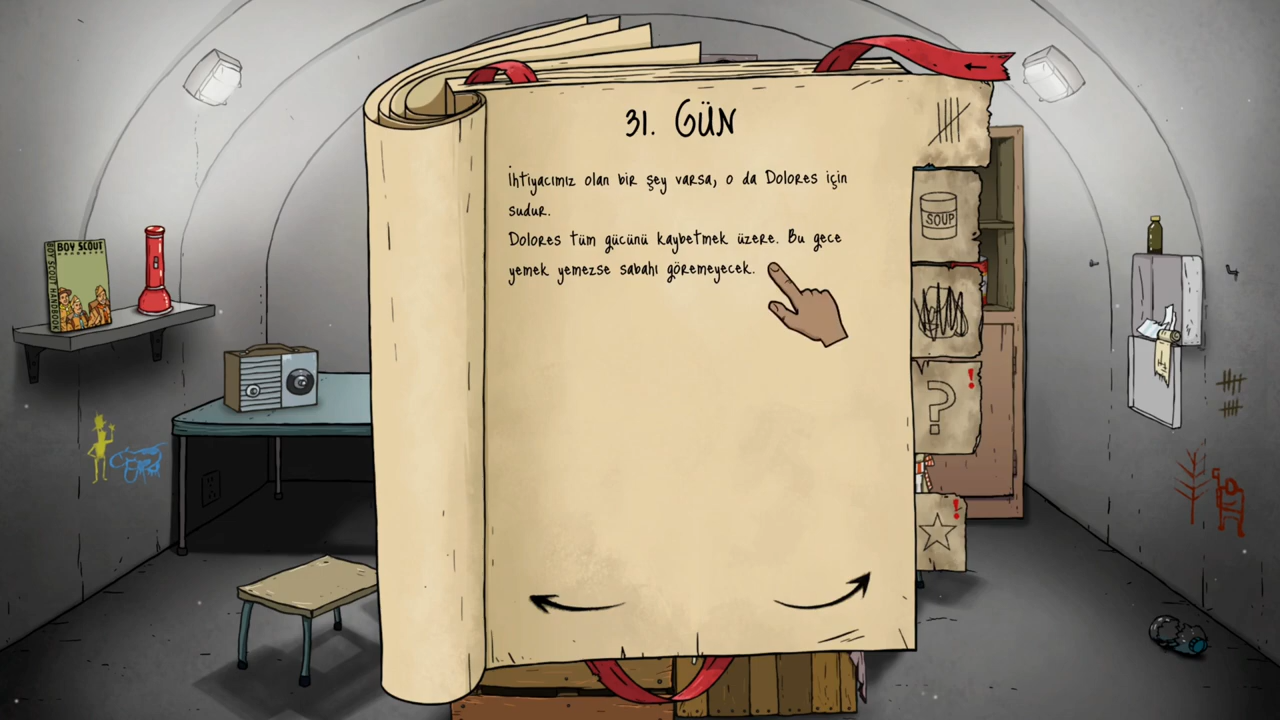 31. GÜN
İhtiyacımız olan bir şey varsa, o da Dolores için
sudur.
Dolores tüm gücünü kaybetmek üzere. Bu gece
yemek yemezse sabahı göremeyecek.
BOY SCOUT
BOY SCOUT HANDBOOK
SOUP